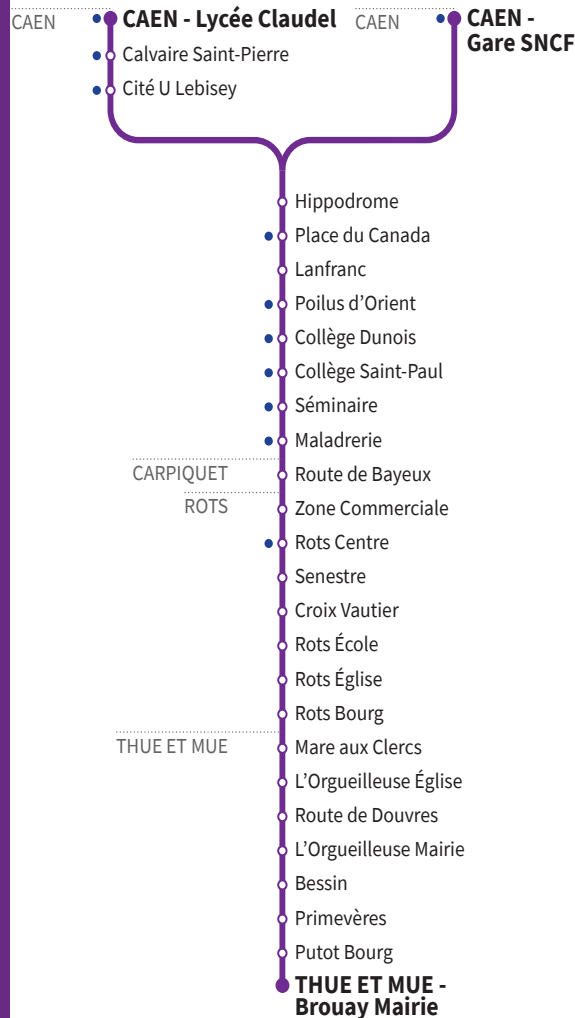 CAEN
CAEN - Lycée Claudel
Calvaire Saint-Pierre
Cité U Lebisey
CAEN
CAEN -
Gare SNCF
Hippodrome
Place du Canada
Lanfranc
Poilus d’Orient
Collège Dunois
Collège Saint-Paul
Séminaire
Maladrerie
CARPIQUET
Route de Bayeux
ROTS
Zone Commerciale
Rots Centre
Senestre
Croix Vautier
Rots École
Rots Église
Rots Bourg
THUE ET MUE
Mare aux Clercs
L’Orgueilleuse Église
Route de Douvres
L’Orgueilleuse Mairie
Bessin
Primevères
Putot Bourg
THUE ET MUE -
Brouay Mairie